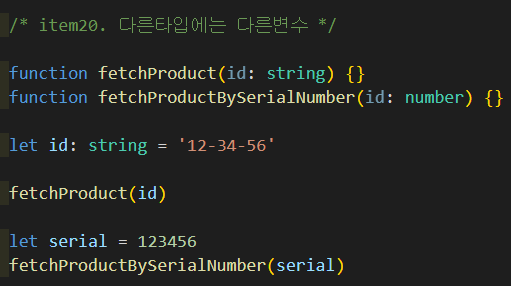 /* item20. 다른타입에는 다른변수 */
function fetchProduct(id: string) {}
function fetchProductBySerialNumber(id: number) {}
let id: string = '12-34-56'
fetchProduct(id)
let serial = 123456
fetchProductBySerialNumber(serial)